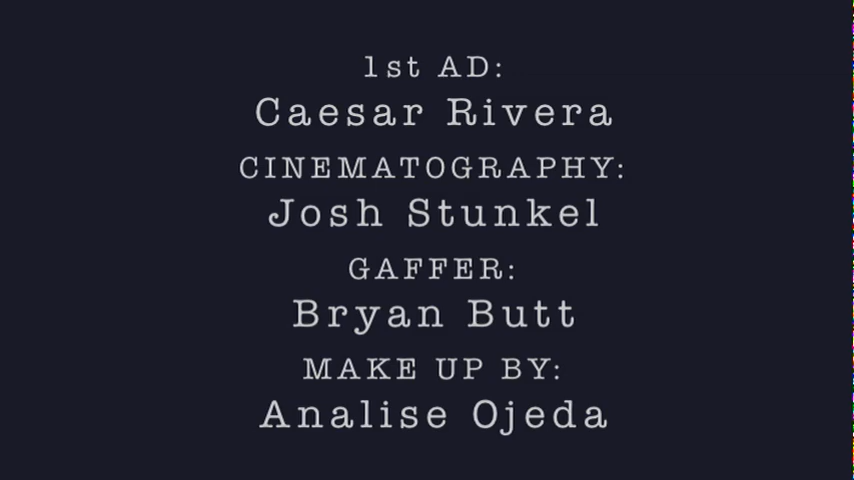 1st AD:
Caesar Rivera
CINEMATOGRAPHY:
Josh Stunkel
GAFFER:
Bryan Butt
MAKE UP BY:
Analise Ojeda